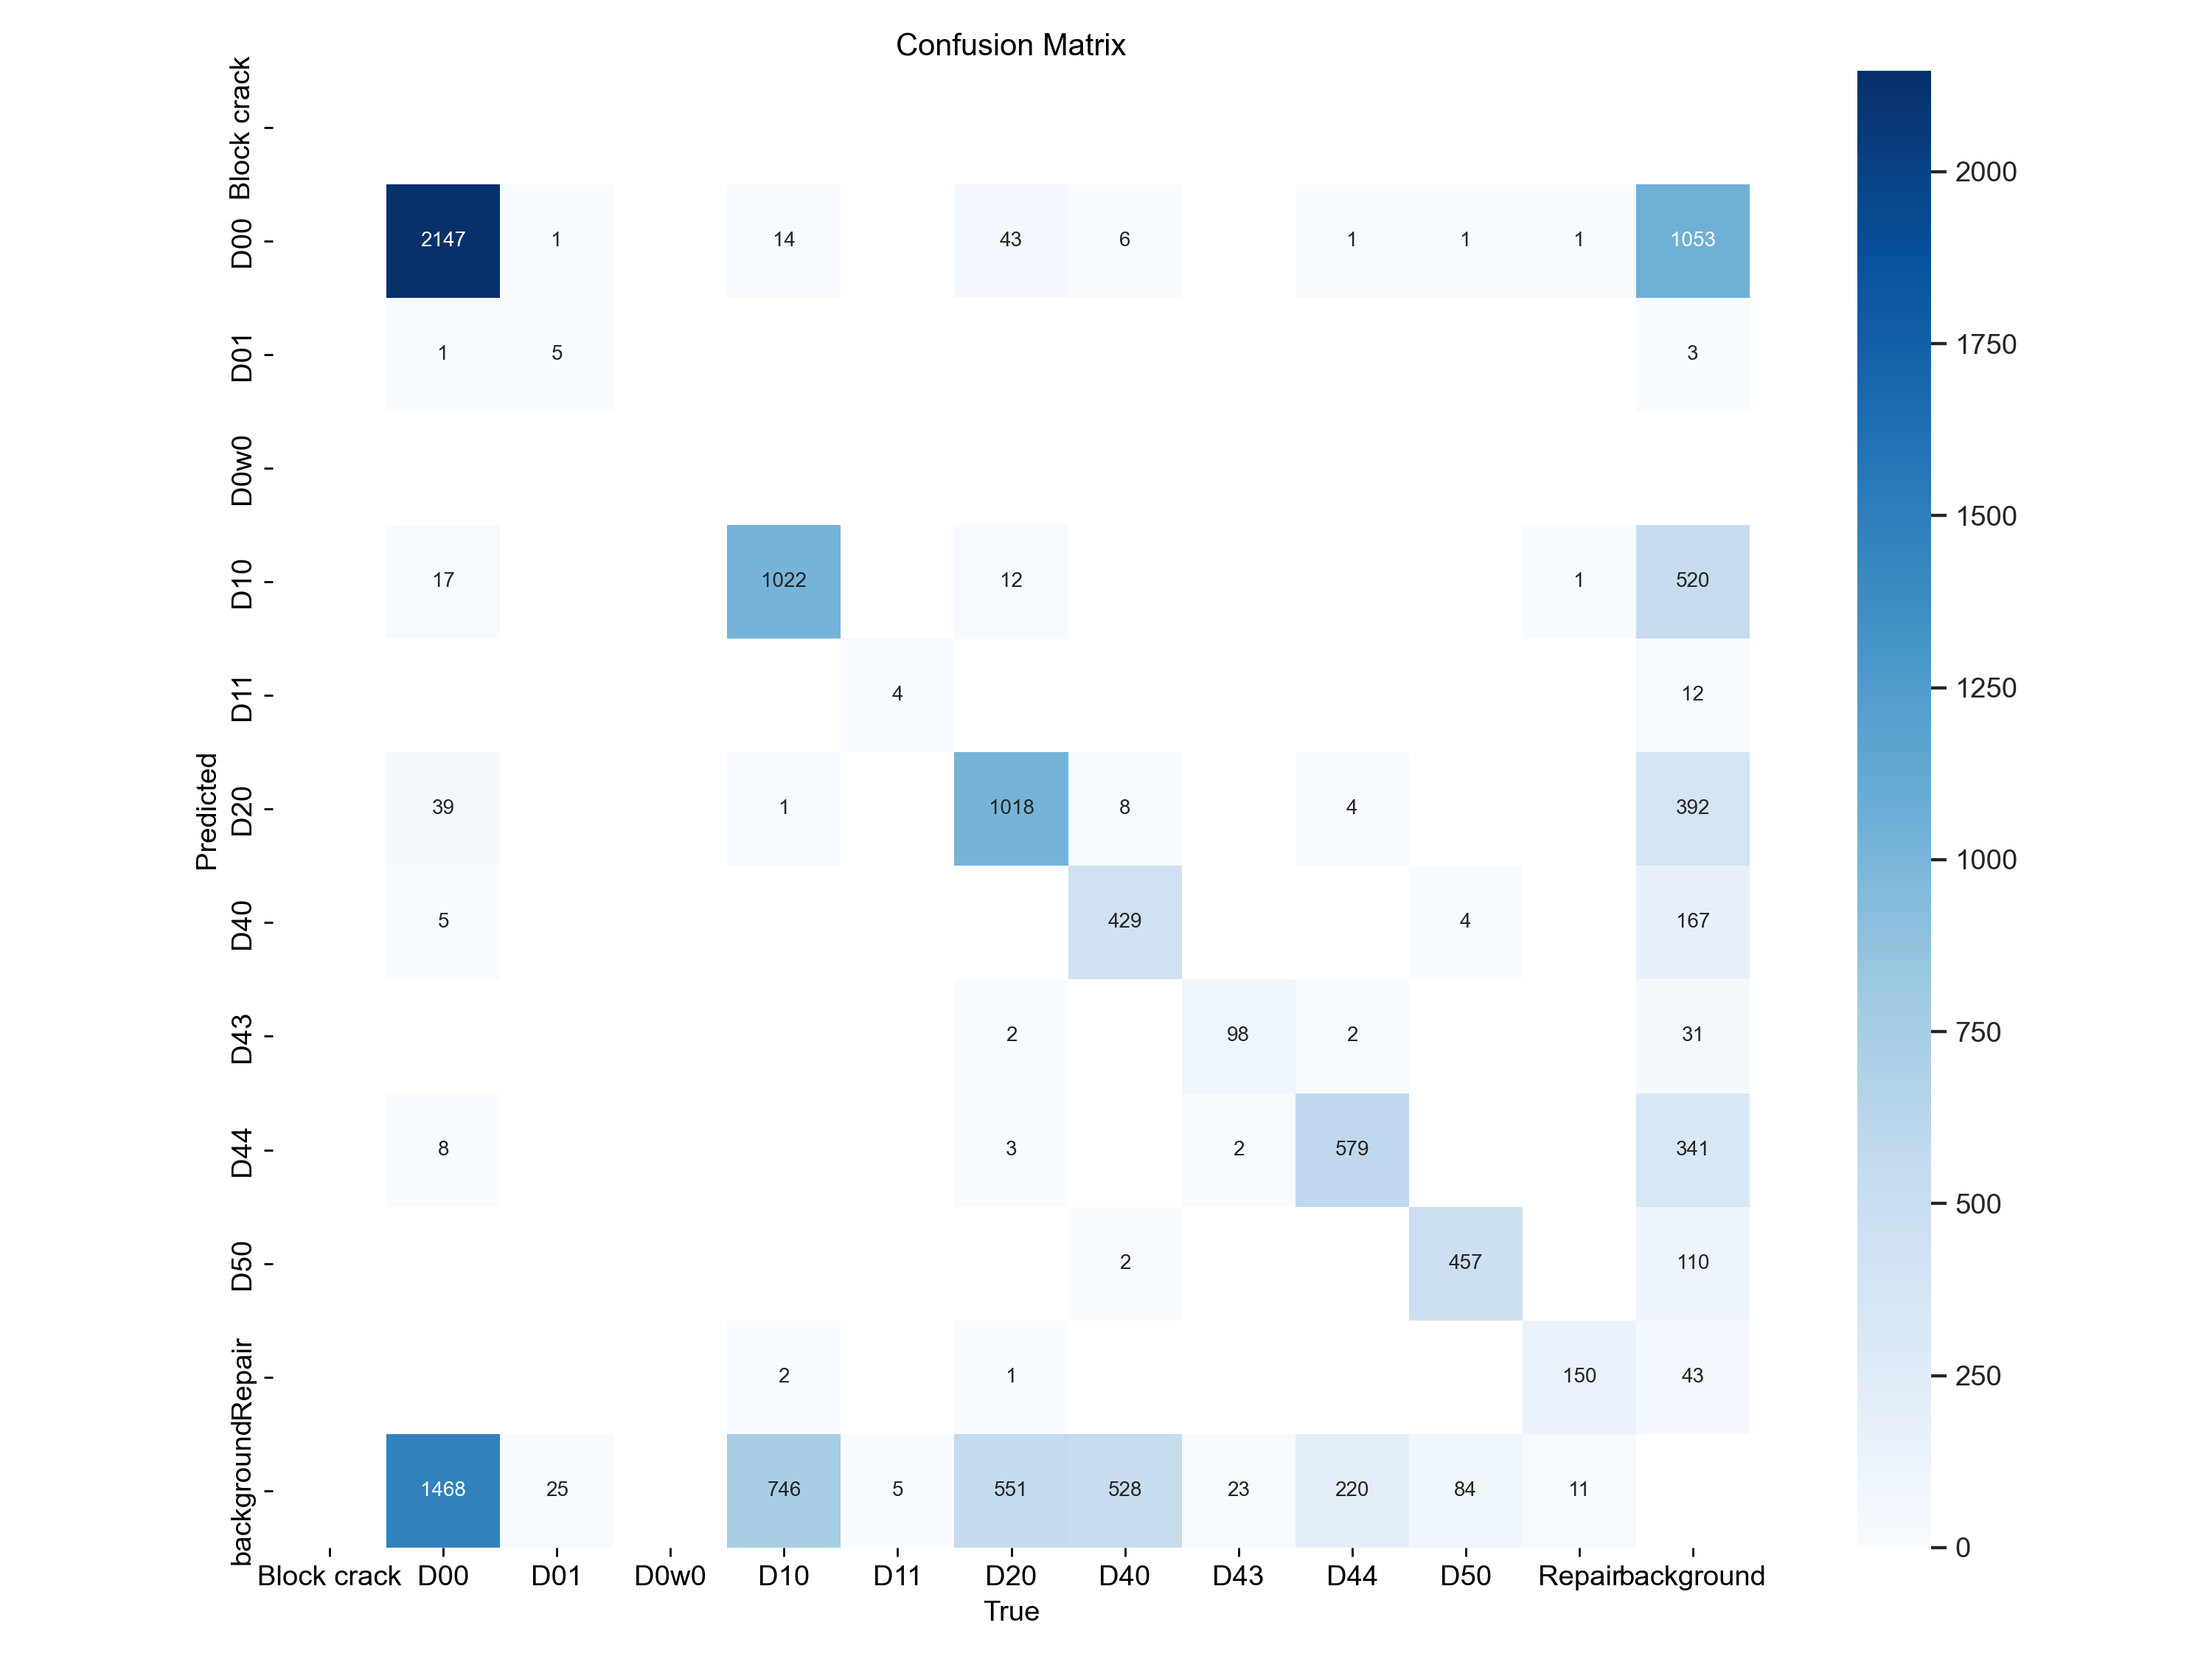 Confusion Matrix
Block crack
D00 2147 1 14 43 6 1 1 1 1053
D01 1 5 3
D0w0
D10 17 1022 12 1 520
D11 4 12
D20 39 1 1018 8 4 392
D40 5 429 4 167
D43 2 98 2 31
D44 8 3 2 579 341
D50 2 457 110
Repair 2 1 150 43
background 1468 25 746 5 551 528 23 220 84 11
Predicted
Block crack D00 D01 D0w0 D10 D11 D20 D40 D43 D44 D50 Repair background
True
2000
1750
1500
1250
1000
750
500
250
0